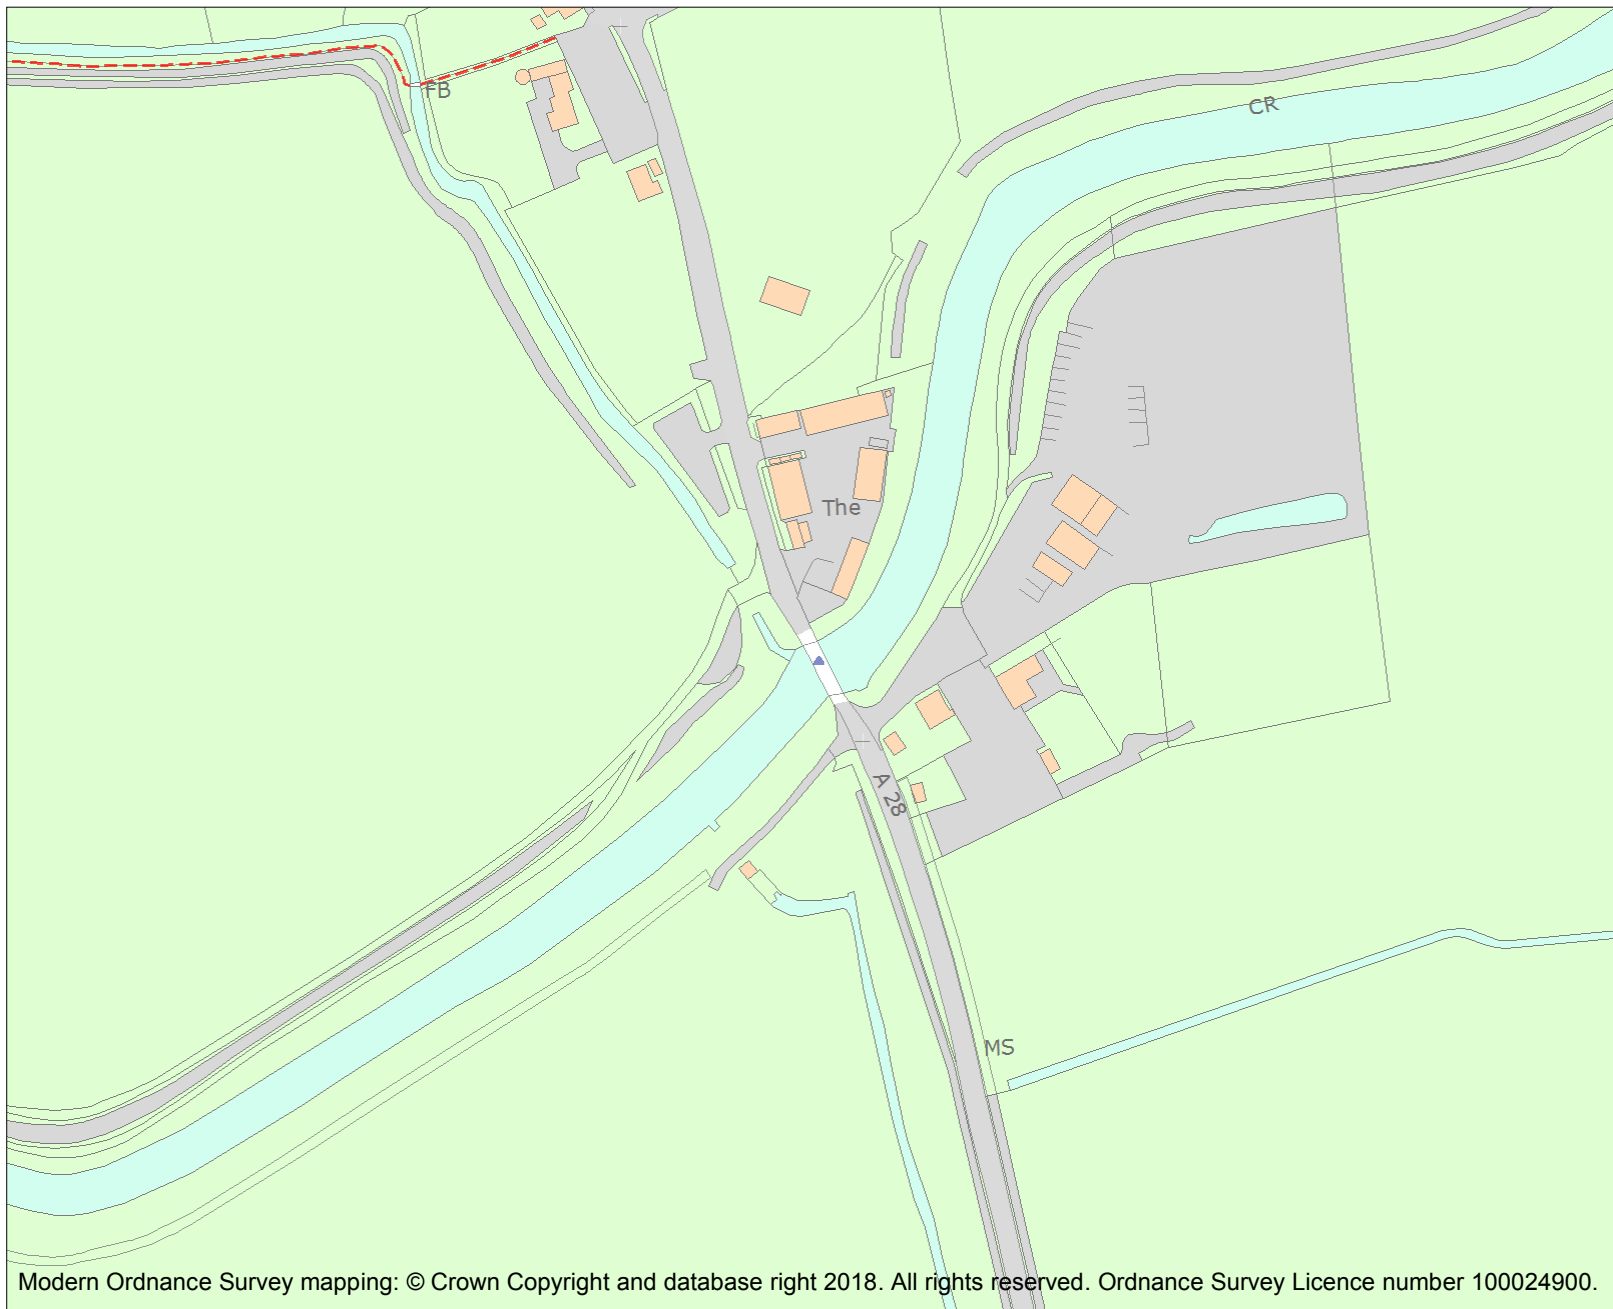 FB
CR
The
A 28
MS
Modern Ordnance Survey mapping: © Crown Copyright and database right 2018. All rights reserved. Ordnance Survey Licence number 100024900.